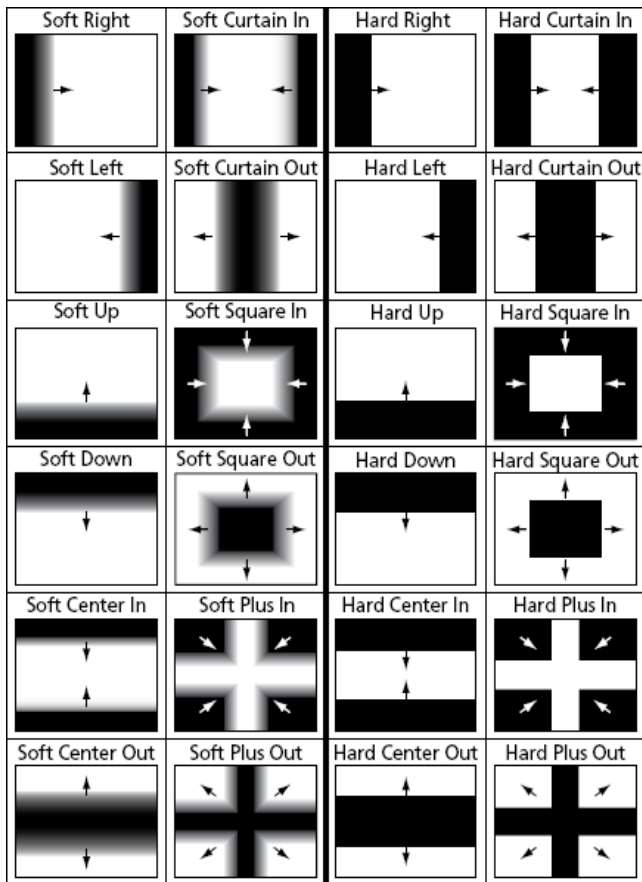 Soft Right
Soft Curtain In
Hard Right
Hard Curtain In
Soft Left
Soft Curtain Out
Hard Left
Hard Curtain Out
Soft Up
Soft Square In
Hard Up
Hard Square In
Soft Down
Soft Square Out
Hard Down
Hard Square Out
Soft Center In
Soft Plus In
Hard Center In
Hard Plus In
Soft Center Out
Soft Plus Out
Hard Center Out
Hard Plus Out